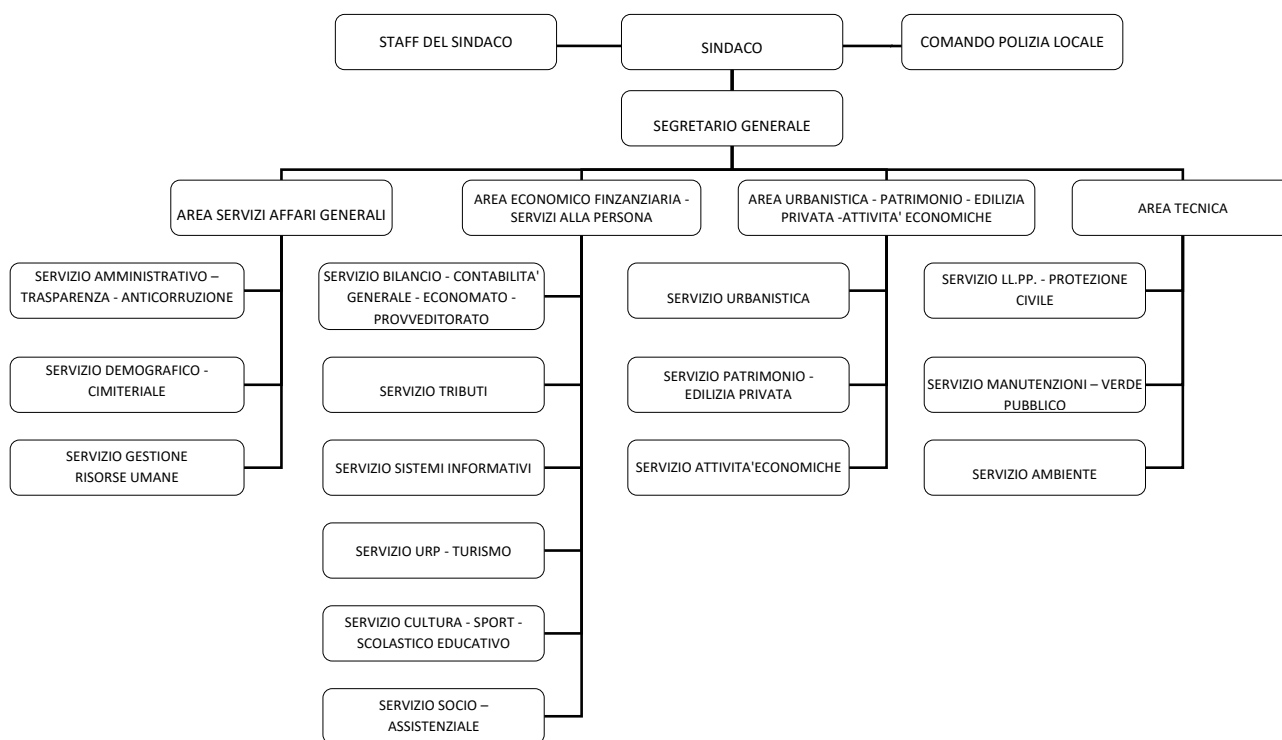 STAFF DEL SINDACO
SINDACO
COMANDO POLIZIA LOCALE
SEGRETARIO GENERALE
AREA SERVIZI AFFARI GENERALI
AREA ECONOMICO FINZANZIARIA -
SERVIZI ALLA PERSONA
AREA URBANISTICA - PATRIMONIO - EDILIZIA
PRIVATA -ATTIVITA' ECONOMICHE
AREA TECNICA
SERVIZIO AMMINISTRATIVO –
TRASPARENZA - ANTICORRUZIONE
SERVIZIO DEMOGRAFICO -
CIMITERIALE
SERVIZIO GESTIONE
RISORSE UMANE
SERVIZIO BILANCIO - CONTABILITA'
GENERALE - ECONOMATO -
PROVVEDITORATO
SERVIZIO TRIBUTI
SERVIZIO SISTEMI INFORMATIVI
SERVIZIO URP - TURISMO
SERVIZIO CULTURA - SPORT -
SCOLASTICO EDUCATIVO
SERVIZIO SOCIO –
ASSISTENZIALE
SERVIZIO URBANISTICA
SERVIZIO PATRIMONIO -
EDILIZIA PRIVATA
SERVIZIO ATTIVITA'ECONOMICHE
SERVIZIO LL.PP. - PROTEZIONE
CIVILE
SERVIZIO MANUTENZIONI – VERDE
PUBBLICO
SERVIZIO AMBIENTE